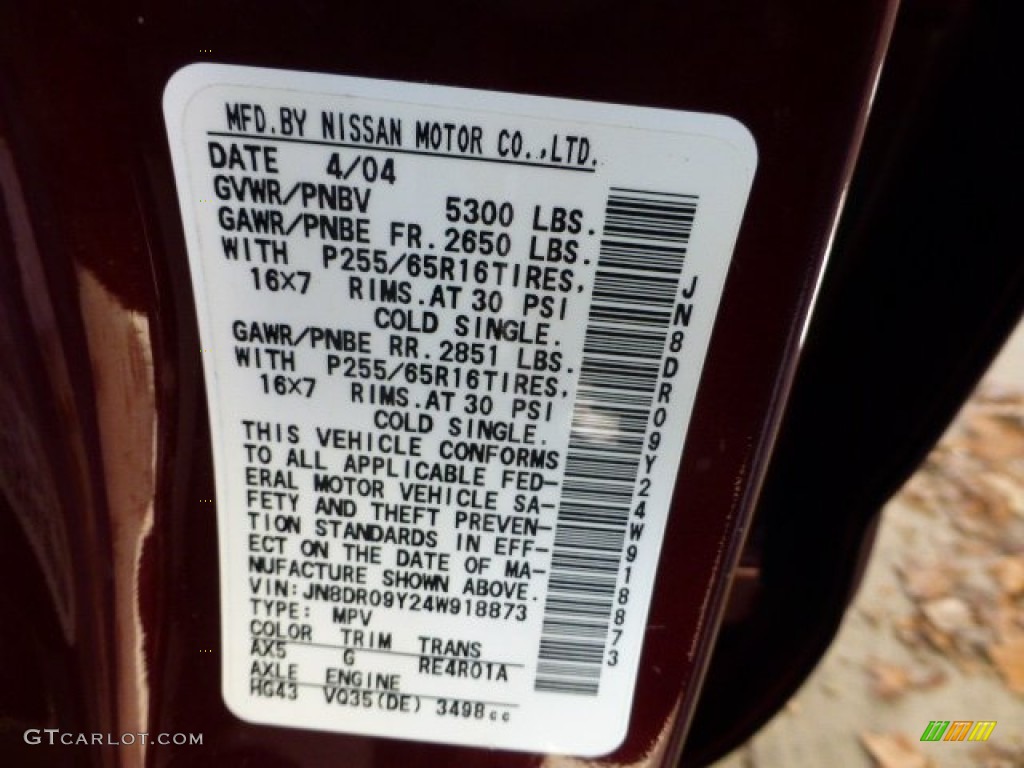 MFD.BY NISSAN MOTOR CO.,LTD.
DATE 4/04
GVWR/PNBV 5300 LBS.
GAWR/PNBE FR. 2650 LBS.
WITH P255/65R16TIRES,
16×7 RIMS.AT 30 PSI
COLD SINGLE.
GAWR/PNBE RR. 2851 LBS.
WITH P255/65R16TIRES,
16×7 RIMS.AT 30 PSI
COLD SINGLE.
THIS VEHICLE CONFORMS
TO ALL APPLICABLE FED-
ERAL MOTOR VEHICLE SA-
FETY AND THEFT PREVEN-
TION STANDARDS IN EFF-
ECT ON THE DATE OF MA-
NUFACTURE SHOWN ABOVE.
VIN: JN8DR09Y24W918873
TYPE: MPV
COLOR TRIM TRANS
AX5 G RE4R01A
AXLE ENGINE
HG43 VQ35(DE) 3498cc
JN8DR09Y24W918873
GTCARLOT.COM